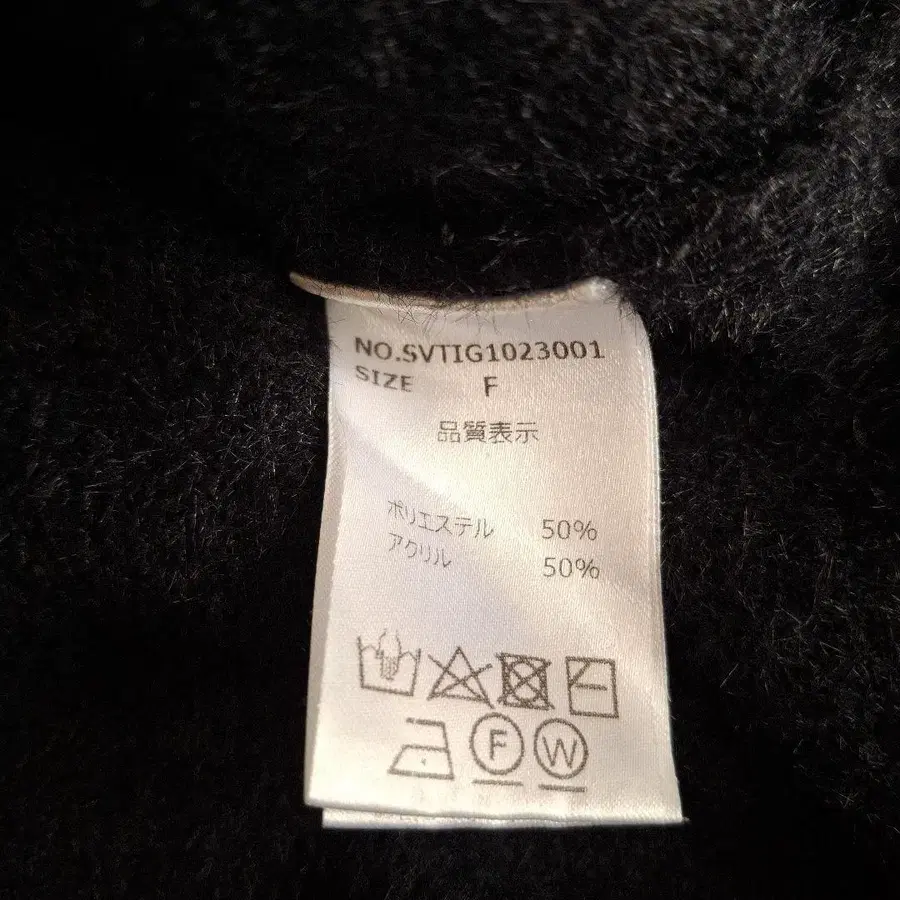 NO.SVTIG1023001
SIZE F
品質表示
ポリエステル 50%
アクリル 50%
F W